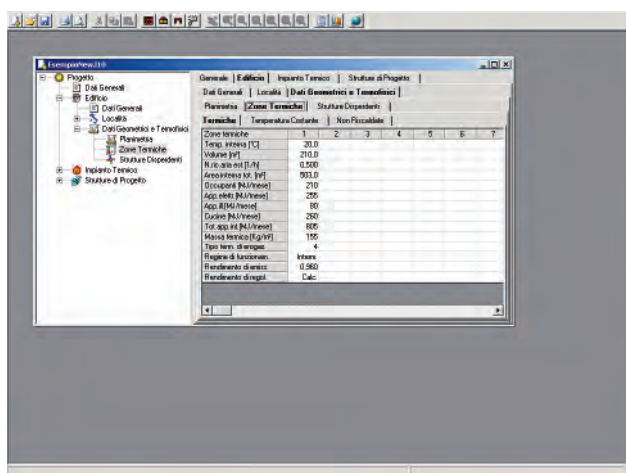 EsempioNew.J10
Progetto
Dati Generali
Edificio
Dati Generali
Località
Dati Geometrici e Termofisici
Planimetria
Zone Termiche
Strutture Disperdenti
Impianto Termico
Strutture di Progetto
Generale Edificio Impianto Termico Strutture di Progetto
Dati Generali Località Dati Geometrici e Termofisici
Planimetria Zone Termiche Strutture Disperdenti
Termiche Temperatura Costante Non Riscaldate
Zone termiche 1 2 3 4 5 6 7
Temp. interna [°C] 20,0
Volume [m³] 210,0
N.ric.aria est.[1/h] 0,500
Area interna tot. [m²]
Occupanti [MJ/mese] 210
App.elettr.[MJ/mese] 255
App.ill.[MJ/mese] 80
Cucine [MJ/mese] 260
Tot.app.int.[MJ/mese] 805
Massa termica [Kg/m²] 155
Tipo term. di erogaz. 4
Regime di funzionam. Interm.
Rendimento di emiss. 0,960
Rendimento di regol. Calc.